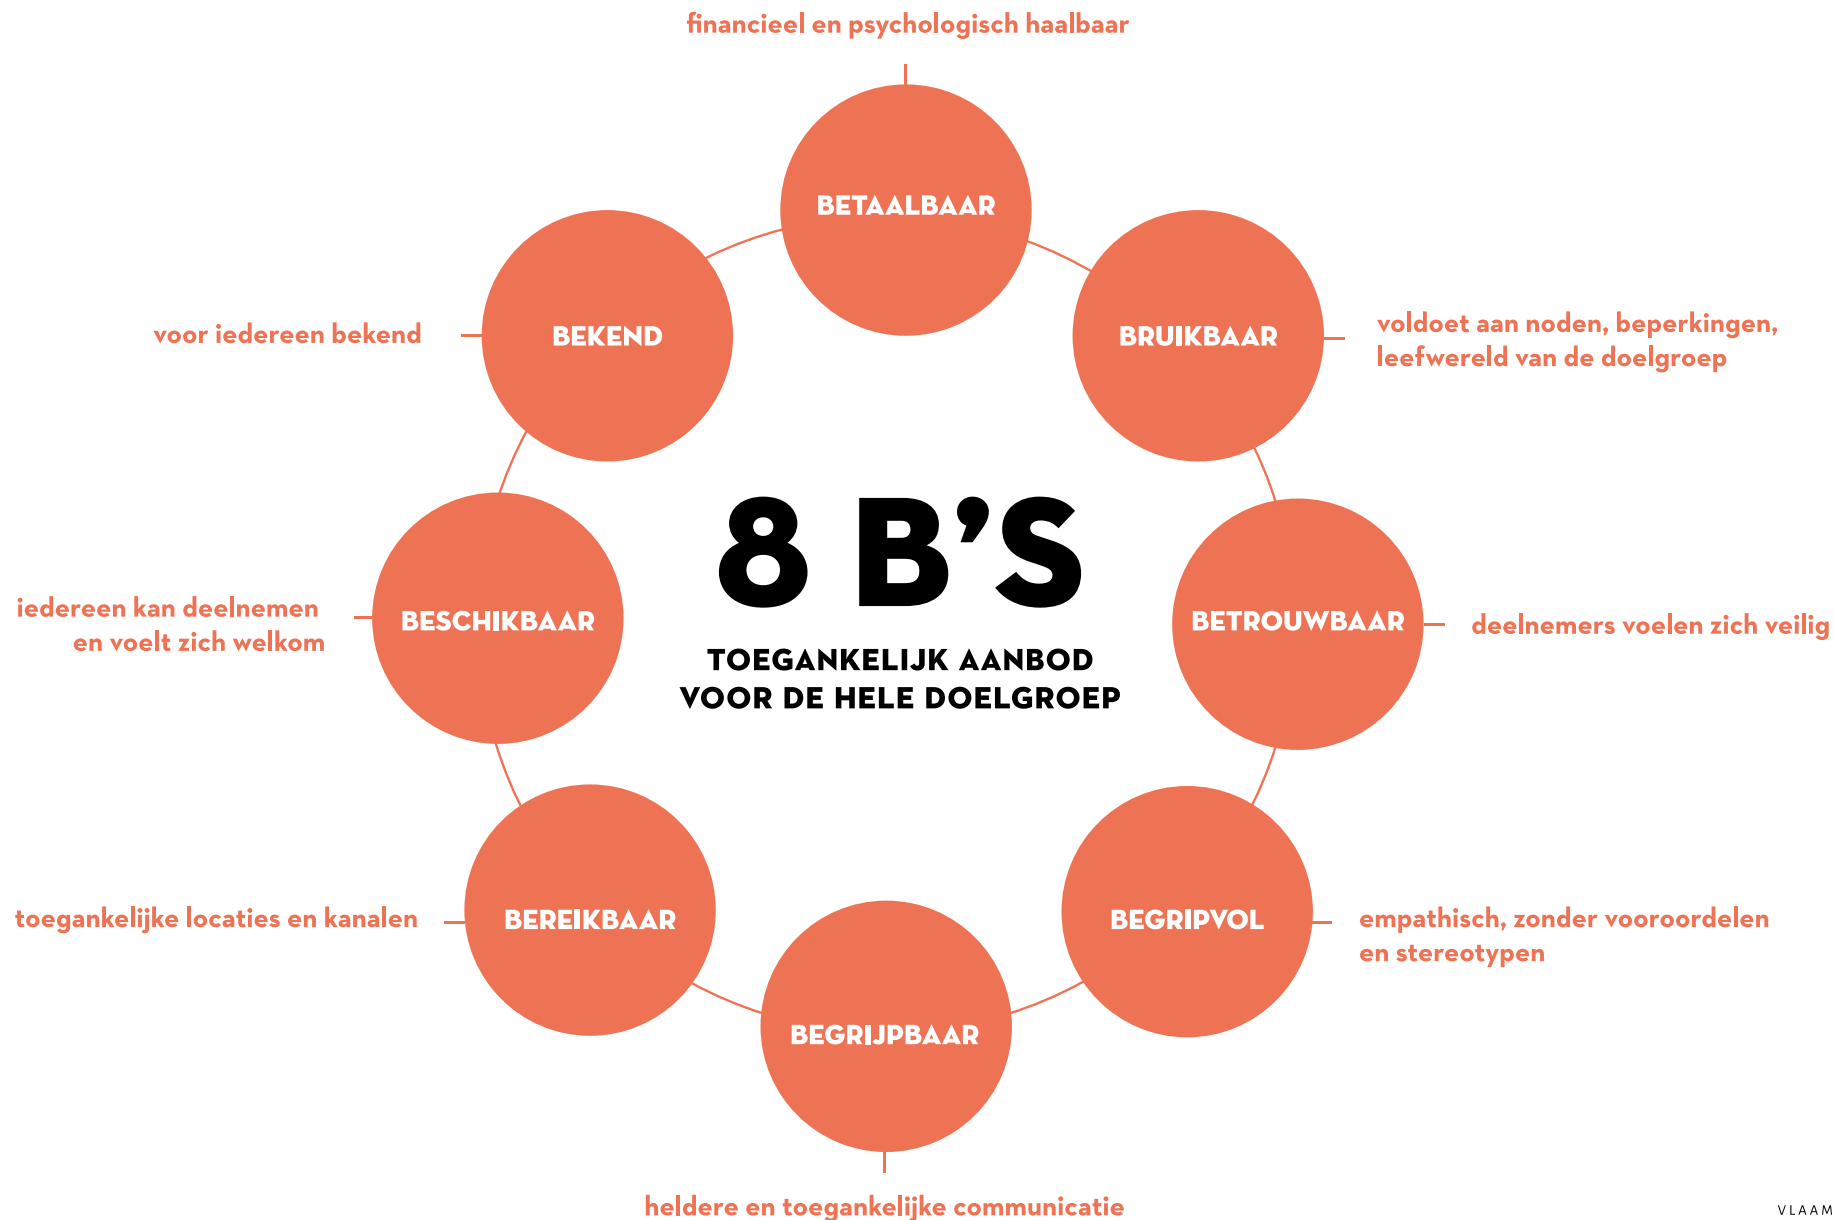 financieel en psychologisch haalbaar
BETAALBAAR
BEKEND
voor iedereen bekend
BRUIKBAAR
voldoet aan noden, beperkingen,
leefwereld van de doelgroep
8 B’S
TOEGANKELIJK AANBOD
VOOR DE HELE DOELGROEP
iedereen kan deelnemen
en voelt zich welkom
BESCHIKBAAR
BETROUWBAAR
deelnemers voelen zich veilig
toegankelijke locaties en kanalen
BEREIKBAAR
BEGRIPVOL
empathisch, zonder vooroordelen
en stereotypen
BEGRIJPBAAR
heldere en toegankelijke communicatie
VLAAM